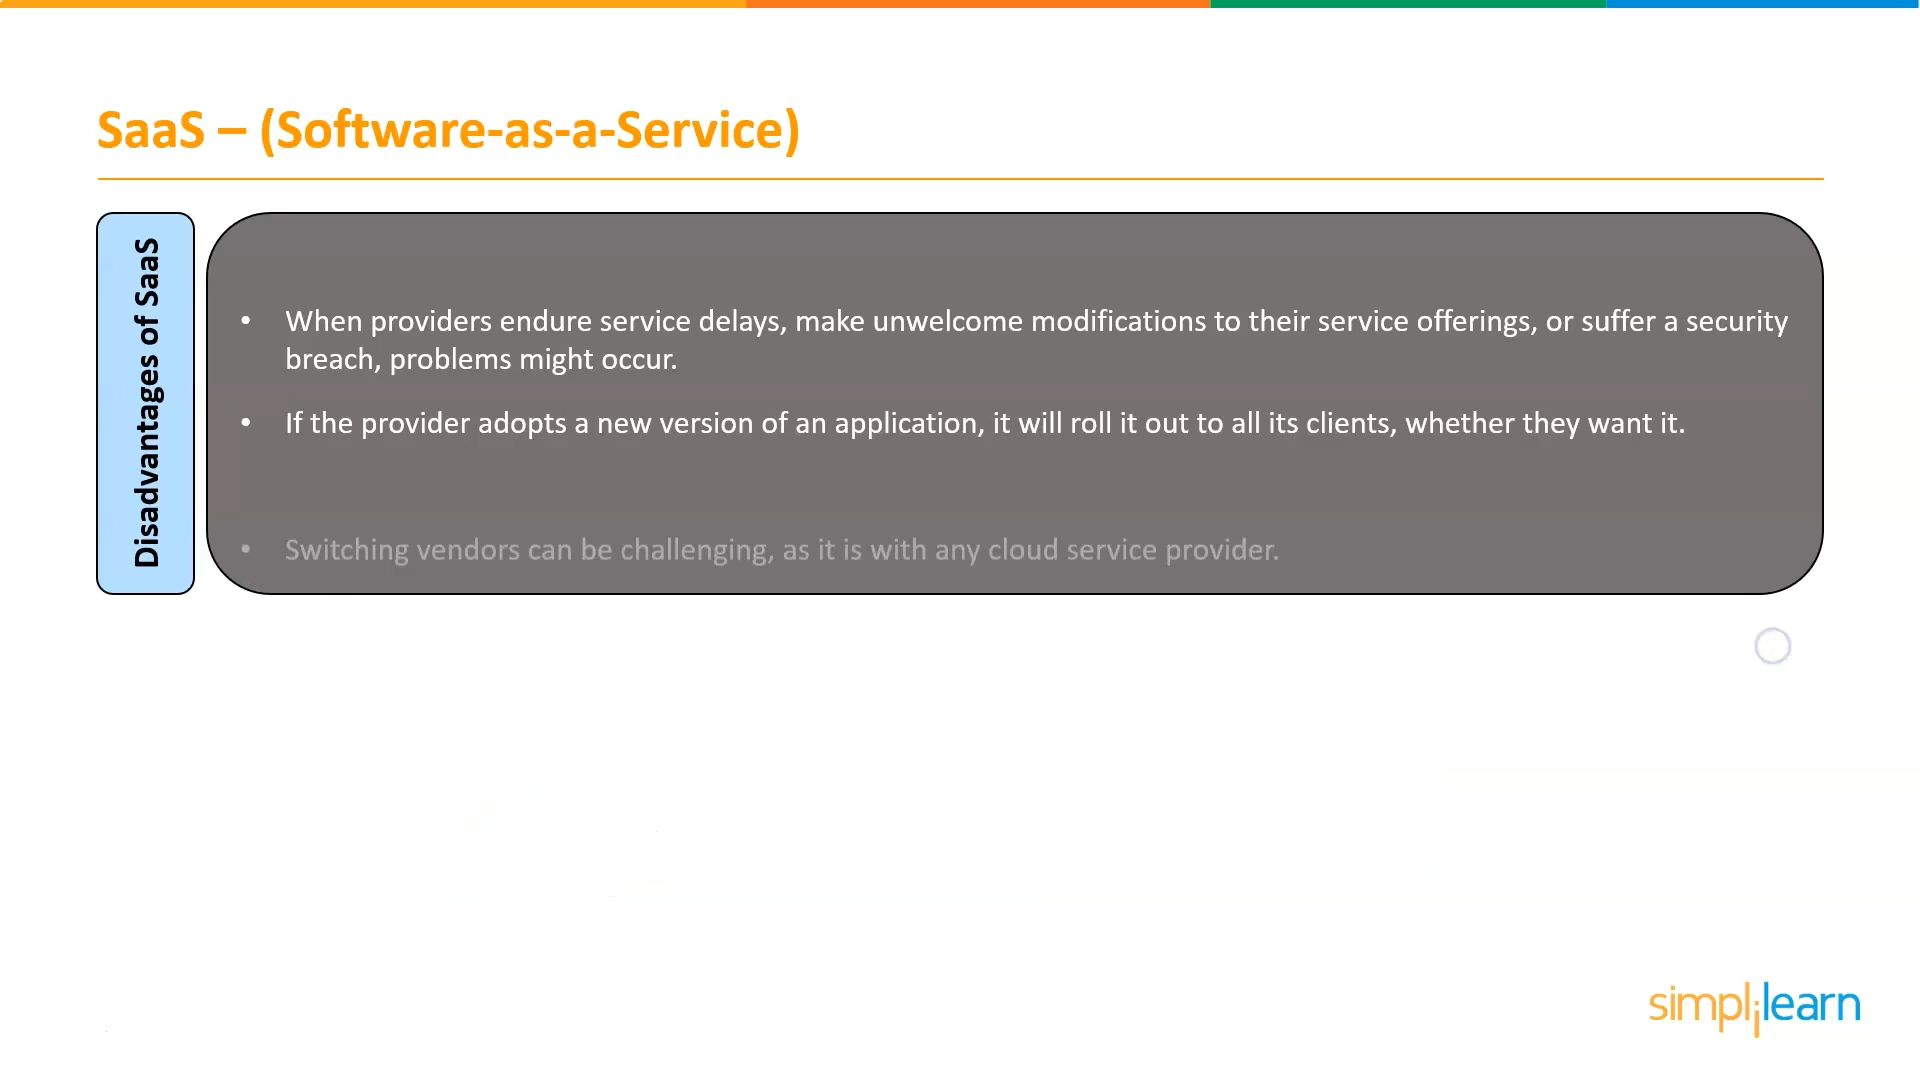 SaaS – (Software-as-a-Service)
Disadvantages of SaaS
• When providers endure service delays, make unwelcome modifications to their service offerings, or suffer a security
breach, problems might occur.
• If the provider adopts a new version of an application, it will roll it out to all its clients, whether they want it.
• Switching vendors can be challenging, as it is with any cloud service provider.
simplilearn